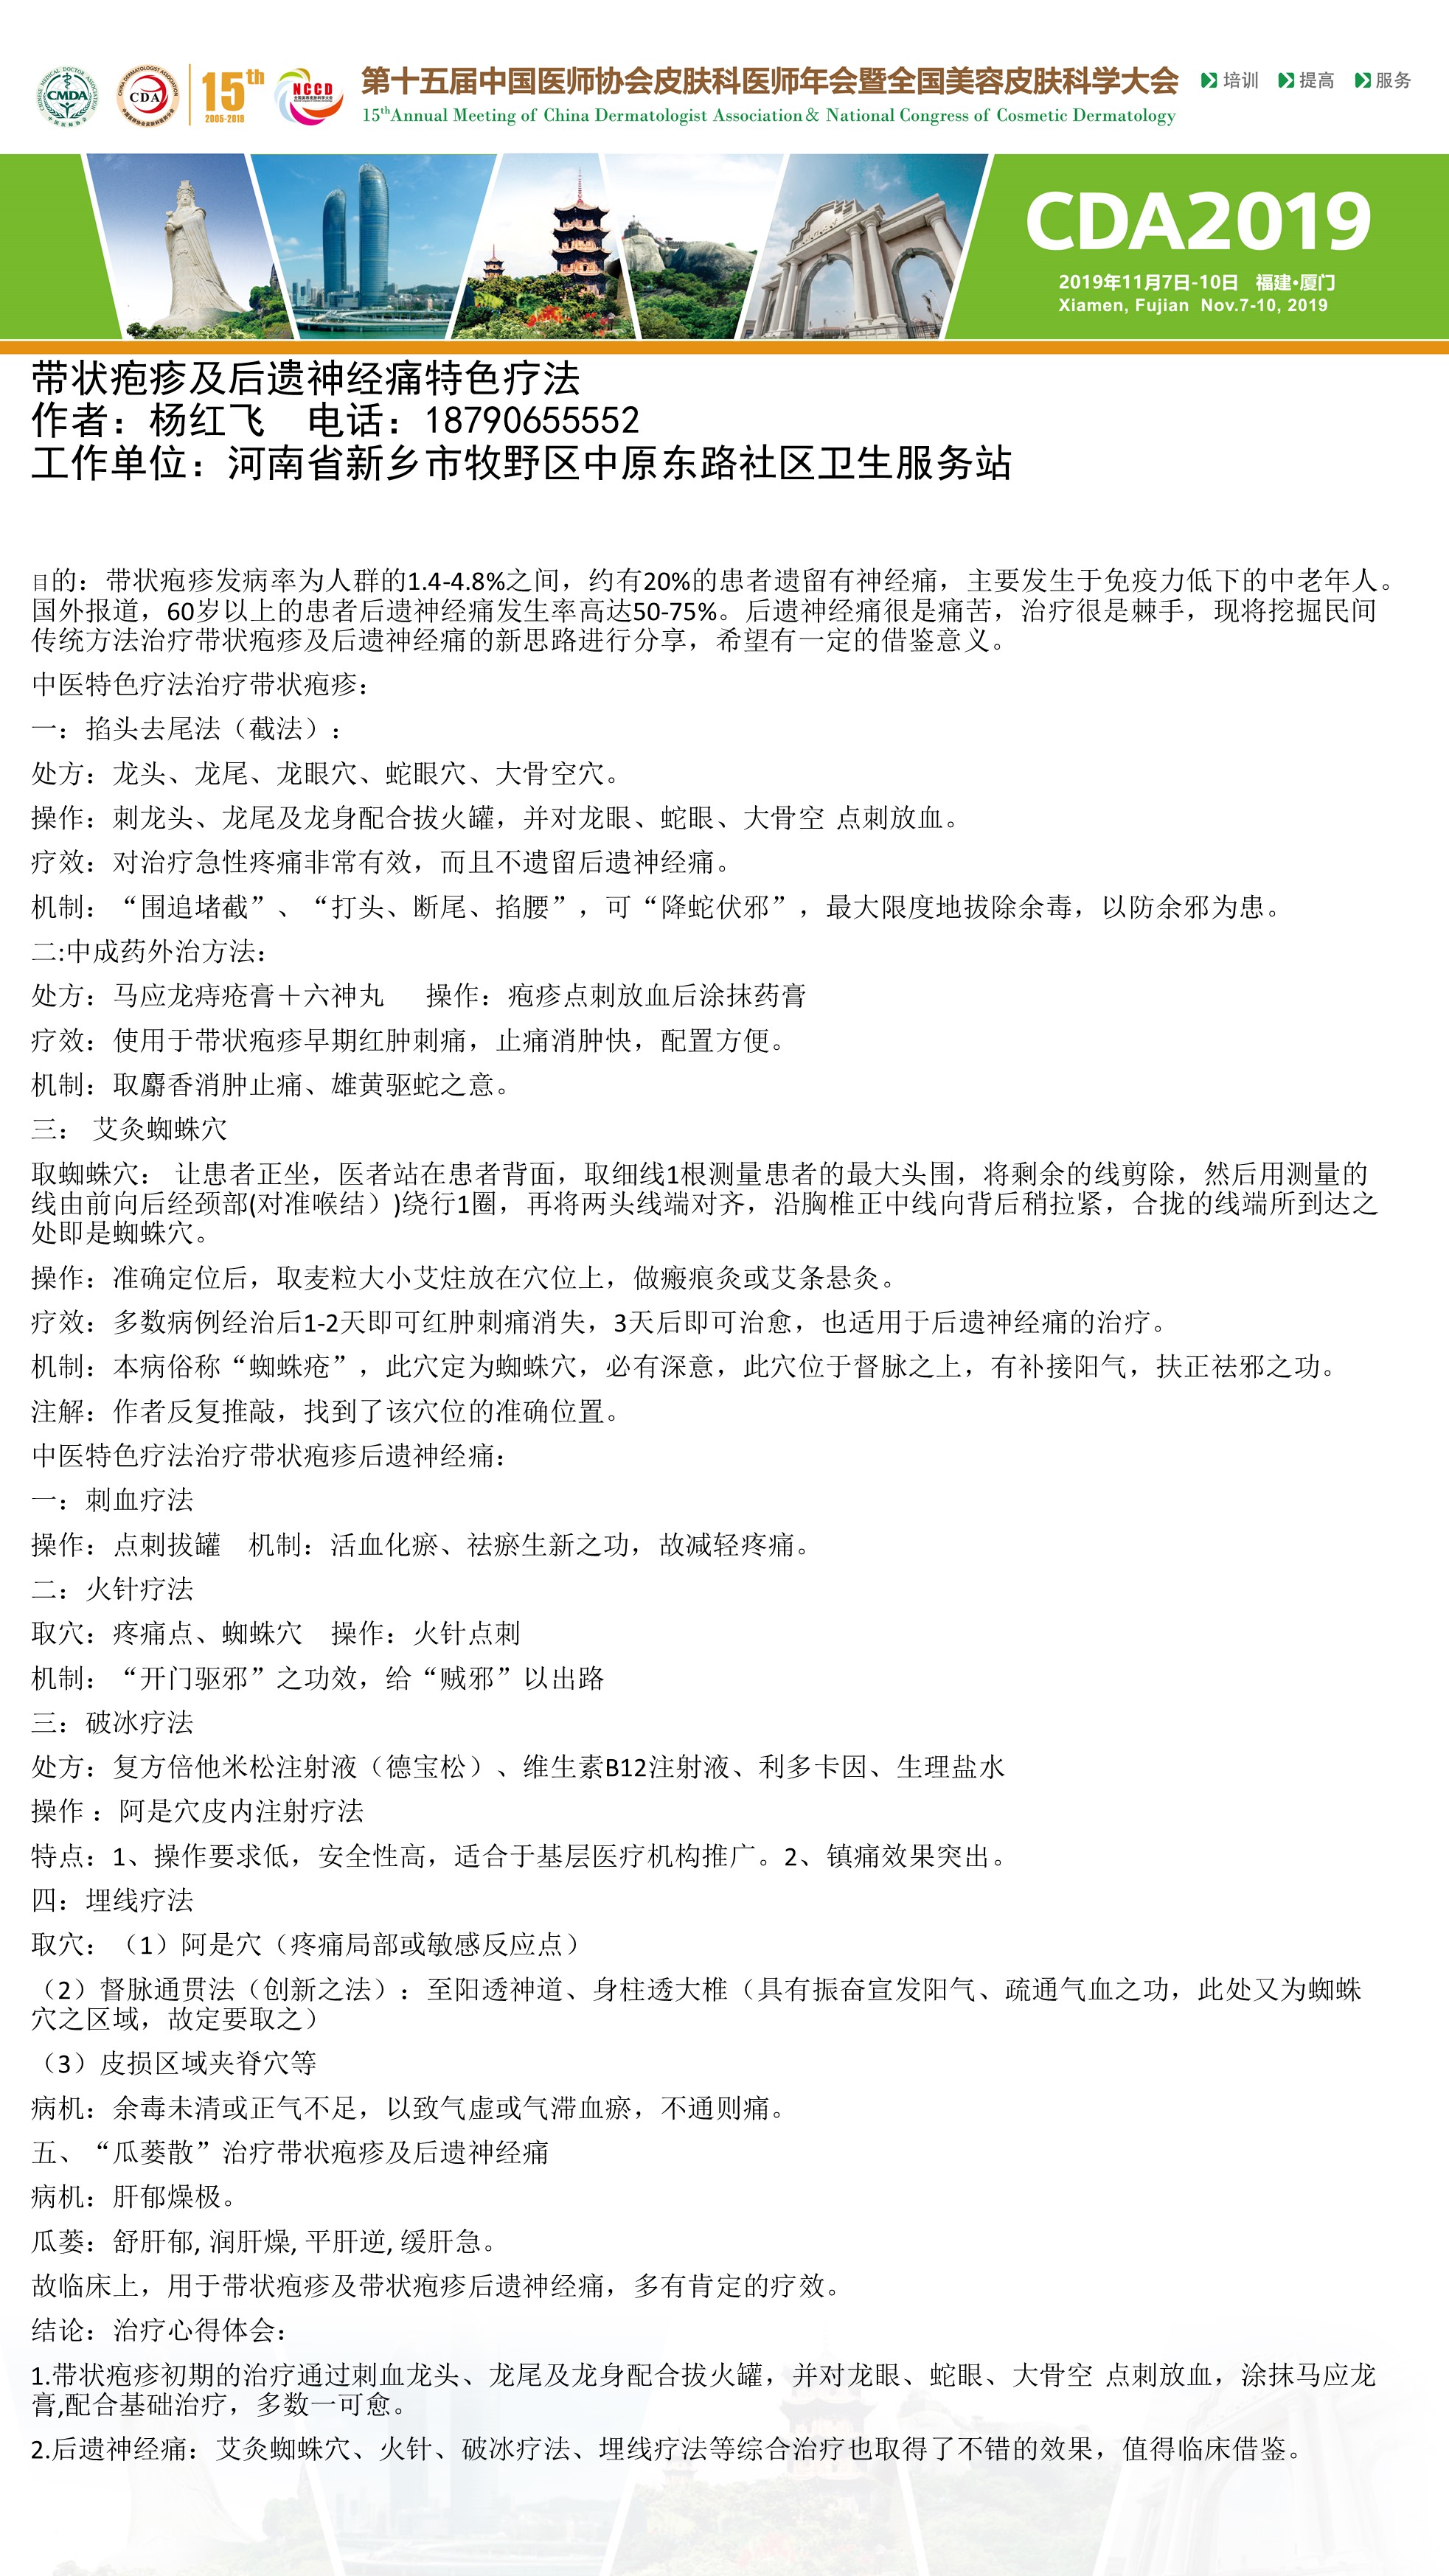 CHINESE MEDICAL DOCTOR ASSOCIATION
CMDA
中国医师协会
CHINA DERMATOLOGIST ASSOCIATION
CDA
15th
2005-2019
NCCD
第十五届中国医师协会皮肤科医师年会暨全国美容皮肤科学大会
15thAnnual Meeting of China Dermatologist Association& National Congress of Cosmetic Dermatology
培训 提高 服务
CDA2019
2019年11月7日-10日 福建·厦门
Xiamen, Fujian Nov.7-10, 2019
带状疱疹及后遗神经痛特色疗法
作者：杨红飞 电话：18790655552
工作单位：河南省新乡市牧野区中原东路社区卫生服务站
目的：带状疱疹发病率为人群的1.4-4.8%之间，约有20%的患者遗留有神经痛，主要发生于免疫力低下的中老年人。
国外报道，60岁以上的患者后遗神经痛发生率高达50-75%。后遗神经痛很是痛苦，治疗很是棘手，现将挖掘民间
传统方法治疗带状疱疹及后遗神经痛的新思路进行分享，希望有一定的借鉴意义。
中医特色疗法治疗带状疱疹：
一：掐头去尾法（截法）：
处方：龙头、龙尾、龙眼穴、蛇眼穴、大骨空穴。
操作：刺龙头、龙尾及龙身配合拔火罐，并对龙眼、蛇眼、大骨空 点刺放血。
疗效：对治疗急性疼痛非常有效，而且不遗留后遗神经痛。
机制：“围追堵截”、“打头、断尾、掐腰”，可“降蛇伏邪”，最大限度地拔除余毒，以防余邪为患。
二:中成药外治方法：
处方：马应龙痔疮膏＋六神丸 操作：疱疹点刺放血后涂抹药膏
疗效：使用于带状疱疹早期红肿刺痛，止痛消肿快，配置方便。
机制：取麝香消肿止痛、雄黄驱蛇之意。
三： 艾灸蜘蛛穴
取蜘蛛穴： 让患者正坐，医者站在患者背面，取细线1根测量患者的最大头围，将剩余的线剪除，然后用测量的
线由前向后经颈部(对准喉结）)绕行1圈，再将两头线端对齐，沿胸椎正中线向背后稍拉紧，合拢的线端所到达之
处即是蜘蛛穴。
操作：准确定位后，取麦粒大小艾炷放在穴位上，做瘢痕灸或艾条悬灸。
疗效：多数病例经治后1-2天即可红肿刺痛消失，3天后即可治愈，也适用于后遗神经痛的治疗。
机制：本病俗称“蜘蛛疮”，此穴定为蜘蛛穴，必有深意，此穴位于督脉之上，有补接阳气，扶正祛邪之功。
注解：作者反复推敲，找到了该穴位的准确位置。
中医特色疗法治疗带状疱疹后遗神经痛：
一：刺血疗法
操作：点刺拔罐 机制：活血化瘀、祛瘀生新之功，故减轻疼痛。
二：火针疗法
取穴：疼痛点、蜘蛛穴 操作：火针点刺
机制：“开门驱邪”之功效，给“贼邪”以出路
三：破冰疗法
处方：复方倍他米松注射液（德宝松）、维生素B12注射液、利多卡因、生理盐水
操作 ：阿是穴皮内注射疗法
特点：1、操作要求低，安全性高，适合于基层医疗机构推广。2、镇痛效果突出。
四：埋线疗法
取穴：（1）阿是穴（疼痛局部或敏感反应点）
（2）督脉通贯法（创新之法）：至阳透神道、身柱透大椎（具有振奋宣发阳气、疏通气血之功，此处又为蜘蛛
穴之区域，故定要取之）
（3）皮损区域夹脊穴等
病机：余毒未清或正气不足，以致气虚或气滞血瘀，不通则痛。
五、“瓜蒌散”治疗带状疱疹及后遗神经痛
病机：肝郁燥极。
瓜蒌：舒肝郁, 润肝燥, 平肝逆, 缓肝急。
故临床上，用于带状疱疹及带状疱疹后遗神经痛，多有肯定的疗效。
结论：治疗心得体会：
1.带状疱疹初期的治疗通过刺血龙头、龙尾及龙身配合拔火罐，并对龙眼、蛇眼、大骨空 点刺放血，涂抹马应龙
膏,配合基础治疗，多数一可愈。
2.后遗神经痛：艾灸蜘蛛穴、火针、破冰疗法、埋线疗法等综合治疗也取得了不错的效果，值得临床借鉴。